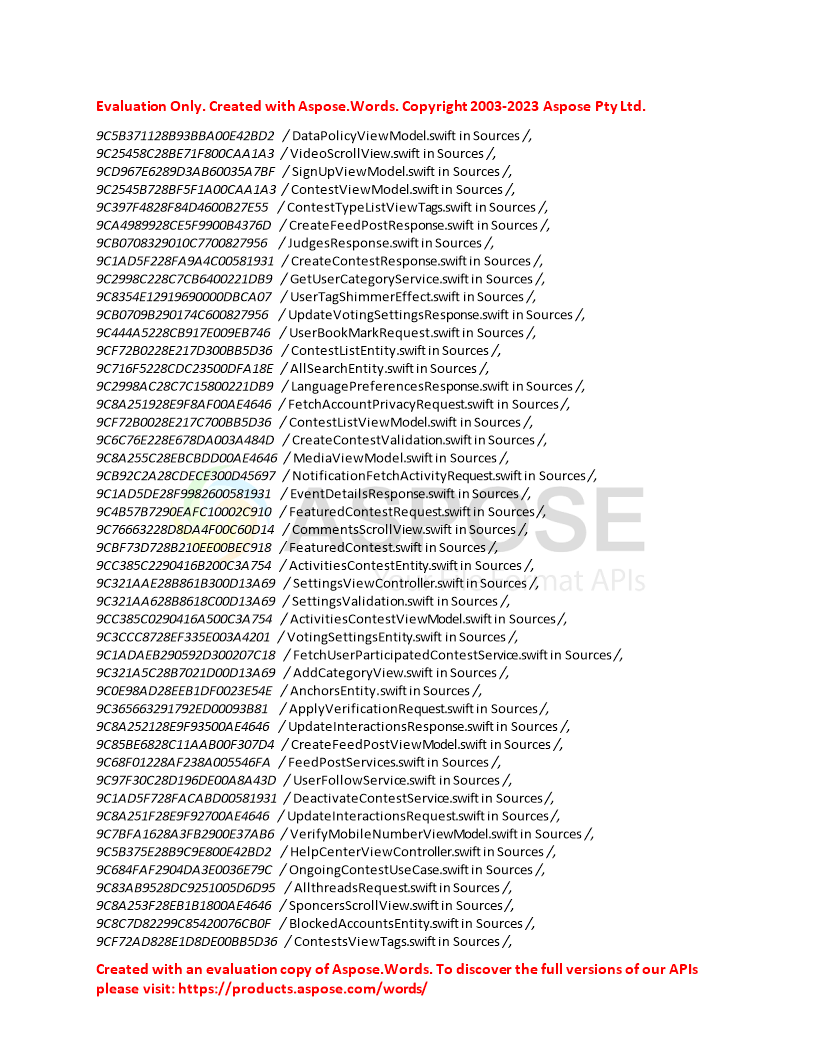 Evaluation Only. Created with Aspose.Words. Copyright 2003-2023 Aspose Pty Ltd.
9C5B371128B93BBA00E42BD2 / DataPolicyViewModel.swift in Sources /,
9C25458C28BE71F800CAA1A3 / VideoScrollView.swift in Sources /,
9CD967E6289D3AB60035A7BF / SignUpViewModel.swift in Sources /,
9C2545B728BF5F1A00CAA1A3 / ContestViewModel.swift in Sources /,
9C397F4828F84D4600B27E55 / ContestTypeListViewTags.swift in Sources /,
9CA4989928CE5F9900B4376D / CreateFeedPostResponse.swift in Sources /,
9CB0708329010C7700827956 / JudgesResponse.swift in Sources /,
9C1AD5F228FA9A4C00581931 / CreateContestResponse.swift in Sources /,
9C2998C228C7CB6400221DB9 / GetUserCategoryService.swift in Sources /,
9C8354E12919690000DBCA07 / UserTagShimmerEffect.swift in Sources /,
9CB0709B290174C600827956 / UpdateVotingSettingsResponse.swift in Sources /,
9C444A5228CB917E009EB746 / UserBookMarkRequest.swift in Sources /,
9CF72B0228E217D300BB5D36 / ContestListEntity.swift in Sources /,
9C716F5228CDC23500DFA18E / AllSearchEntity.swift in Sources /,
9C2998AC28C7C15800221DB9 / LanguagePreferencesResponse.swift in Sources /,
9C8A251928E9F8AF00AE4646 / FetchAccountPrivacyRequest.swift in Sources /,
9CF72B0028E217C700BB5D36 / ContestListViewModel.swift in Sources /,
9C6C76E228E678DA003A484D / CreateContestValidation.swift in Sources /,
9C8A255C28EBCBDD00AE4646 / MediaViewModel.swift in Sources /,
9CB92C2A28CDECE300D45697 / NotificationFetchActivityRequest.swift in Sources /,
9C1AD5DE28F9982600581931 / EventDetailsResponse.swift in Sources /,
9C4B57B7290EAFC10002C910 / FeaturedContestRequest.swift in Sources /,
9C76663228D8DA4F00C60D14 / CommentsScrollView.swift in Sources /,
9CBF73D728B210EE00BEC918 / FeaturedContest.swift in Sources /,
9CC385C2290416B200C3A754 / ActivitiesContestEntity.swift in Sources /,
9C321AAE28B861B300D13A69 / SettingsViewController.swift in Sources /,
9C321AA628B8618C00D13A69 / SettingsValidation.swift in Sources /,
9CC385C0290416A500C3A754 / ActivitiesContestViewModel.swift in Sources /,
9C3CCC8728EF335E003A4201 / VotingSettingsEntity.swift in Sources /,
9C1ADAEB290592D300207C18 / FetchUserParticipatedContestService.swift in Sources /,
9C321A5C28B7021D00D13A69 / AddCategoryView.swift in Sources /,
9C0E98AD28EEB1DF0023E54E / AnchorsEntity.swift in Sources /,
9C365663291792ED00093B81 / ApplyVerificationRequest.swift in Sources /,
9C8A252128E9F93500AE4646 / UpdateInteractionsResponse.swift in Sources /,
9C85BE6828C11AAB00F307D4 / CreateFeedPostViewModel.swift in Sources /,
9C68F01228AF238A005546FA / FeedPostServices.swift in Sources /,
9C97F30C28D196DE00A8A43D / UserFollowService.swift in Sources /,
9C1AD5F728FACABD00581931 / DeactivateContestService.swift in Sources /,
9C8A251F28E9F92700AE4646 / UpdateInteractionsRequest.swift in Sources /,
9C7BFA1628A3FB2900E37AB6 / VerifyMobileNumberViewModel.swift in Sources /,
9C5B375E28B9C9E800E42BD2 / HelpCenterViewController.swift in Sources /,
9C684FAF2904DA3E0036E79C / OngoingContestUseCase.swift in Sources /,
9C83AB9528DC9251005D6D95 / AllthreadsRequest.swift in Sources /,
9C8A253F28EB1B1800AE4646 / SponcersScrollView.swift in Sources /,
9C8C7D82299C85420076CB0F / BlockedAccountsEntity.swift in Sources /,
9CF72AD828E1D8DE00BB5D36 / ContestsViewTags.swift in Sources /,
Created with an evaluation copy of Aspose.Words. To discover the full versions of our APIs
please visit: https://products.aspose.com/words/